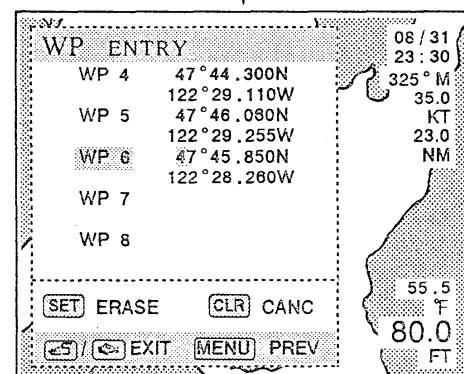 WP ENTRY
WP 4 47°44.300N
122°29.110W
WP 5 47°46.060N
122°29.255W
WP 6 47°45.850N
122°28.260W
WP 7
WP 8
SET ERASE CLR CANC
/ EXIT MENU PREV
08/31
23:30
325°M
35.0
KT
23.0
NM
55.5
°F
80.0
FT